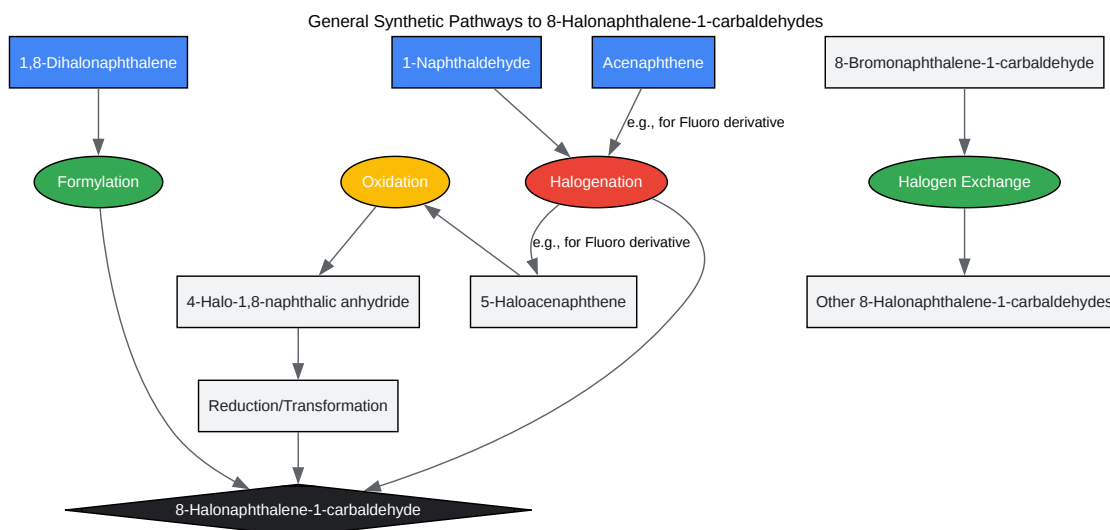 General Synthetic Pathways to 8-Halonaphthalene-1-carbaldehydes
1,8-Dihalonaphthalene
1-Naphthaldehyde
Acenaphthene
8-Bromonaphthalene-1-carbaldehyde
e.g., for Fluoro derivative
Formylation
Oxidation
Halogenation
Halogen Exchange
e.g., for Fluoro derivative
4-Halo-1,8-naphthalic anhydride
5-Haloacenaphthene
Other 8-Halonaphthalene-1-carbaldehydes
Reduction/Transformation
8-Halonaphthalene-1-carbaldehyde